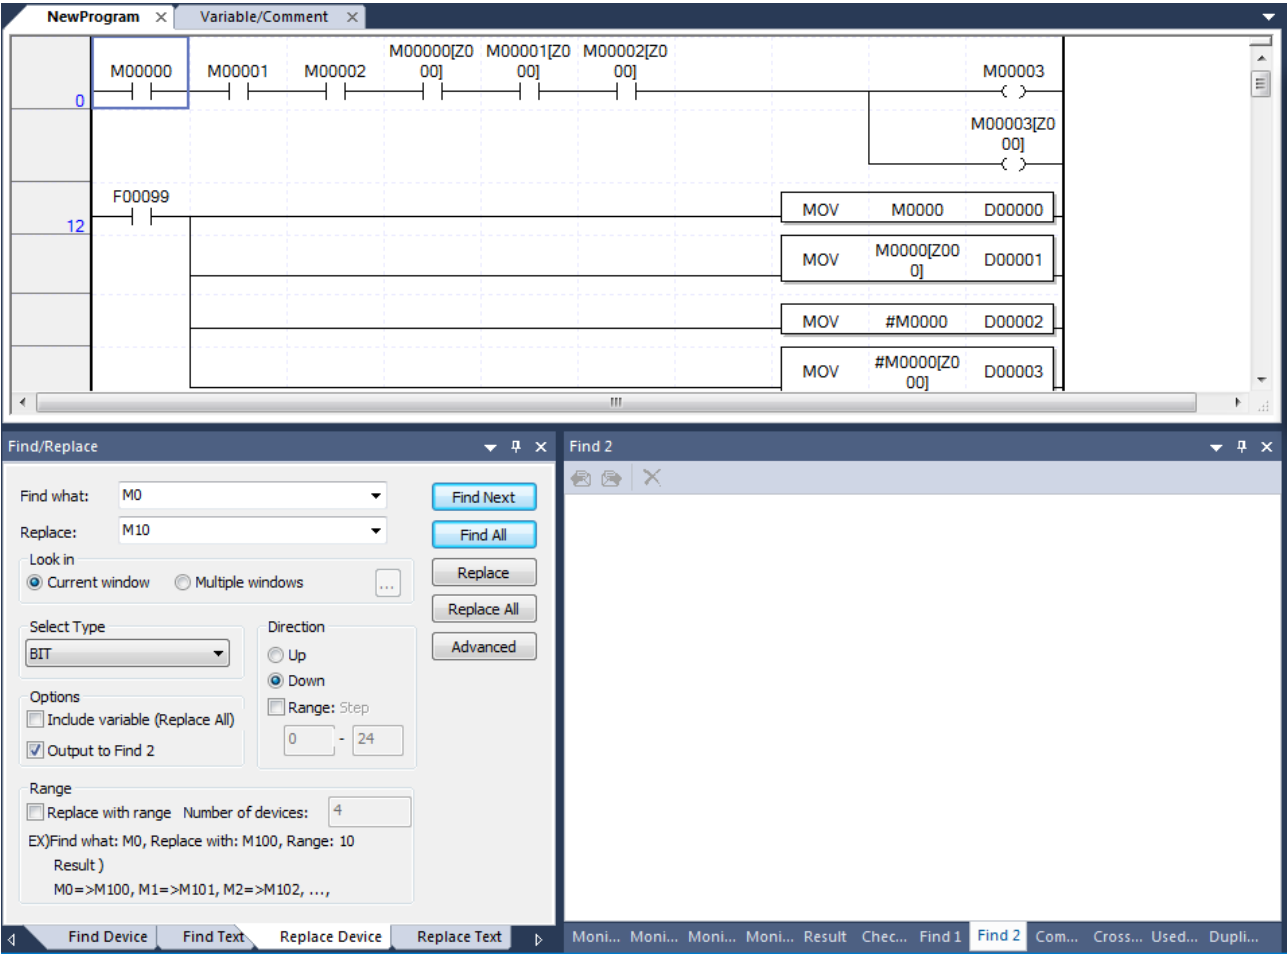 NewProgram
Variable/Comment
M00000[Z0 M00001[Z0 M00002[Z0
M00000 M00001 M00002 00] 00] 00] M00003
0
M00003[Z0
00]
F00099
12
MOV M0000 D00000
MOV M0000[Z00 D00001
0]
MOV #M0000 D00002
MOV #M0000[Z0 D00003
00]
Find/Replace
Find what: M0
Find Next
Replace: M10
Find All
Look in
Current window Multiple windows ...
Replace
Replace All
Select Type
BIT
Direction
Up
Down
Advanced
Range: Step
0 - 24
Options
Include variable (Replace All)
Output to Find 2
Range
Replace with range Number of devices: 4
EX)Find what: M0, Replace with: M100, Range: 10
Result )
M0=>M100, M1=>M101, M2=>M102, ...,
Find Device Find Text Replace Device Replace Text
Find 2
Moni... Moni... Moni... Moni... Result Chec... Find 1 Find 2 Com... Cross... Used... Dupli...